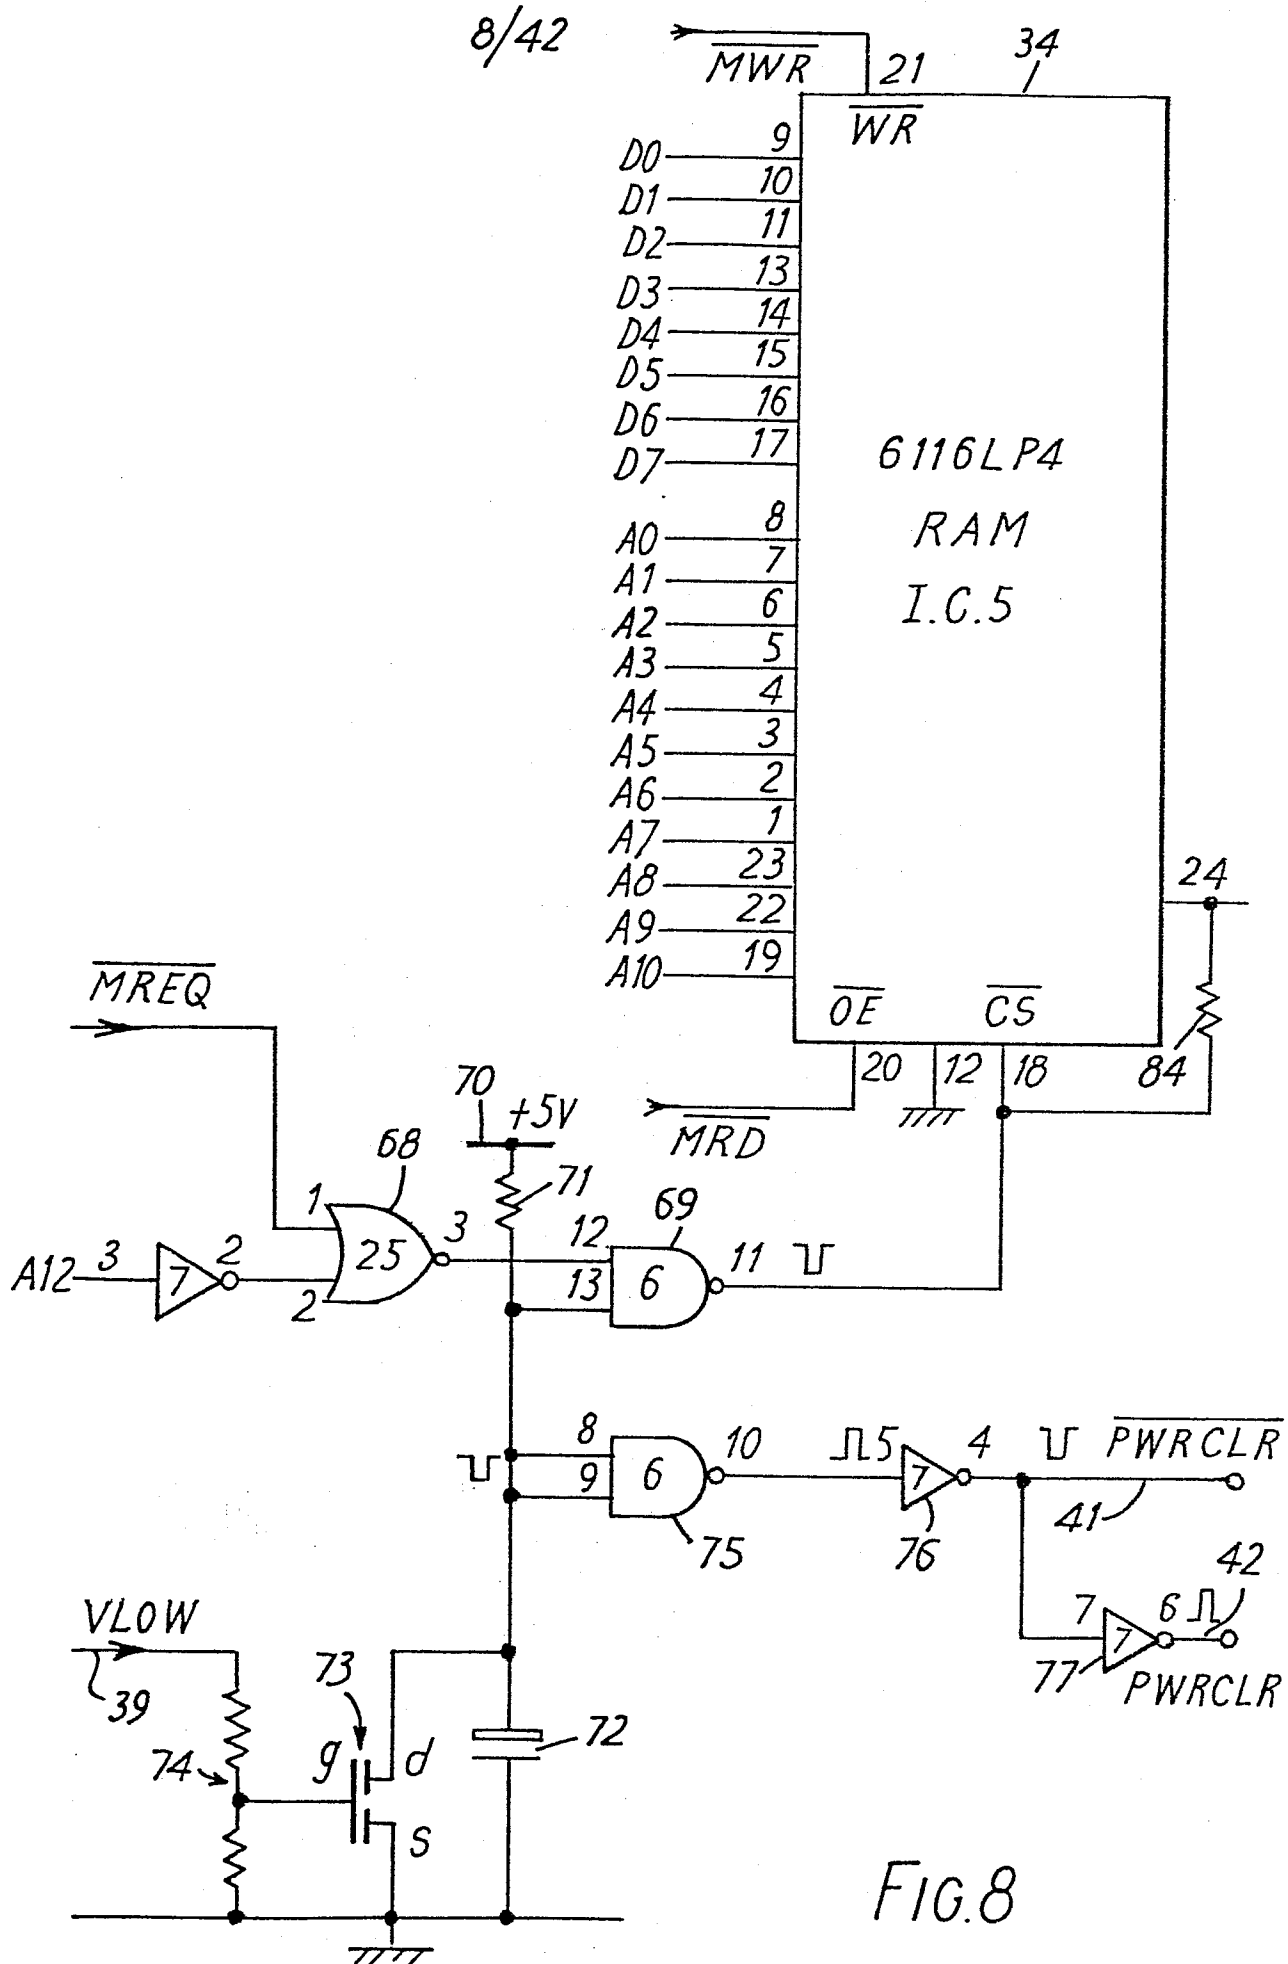 8/42
MWR
21
34
WR
D0 9
D1 10
D2 11
D3 13
D4 14
D5 15
D6 16
D7 17
6116LP4
RAM
I.C.5
A0 8
A1 7
A2 6
A3 5
A4 4
A5 3
A6 2
A7 1
A8 23
A9 22
A10 19
24
OE
CS
20
12
18
84
MRD
MREQ
70
+5V
68
71
69
1
25
3
12
6
11
13
A12 3
7
2
2
8
9
6
10
75
5
7
4
76
PWRCLR
41
42
7
7
6
77
PWRCLR
VLOW
39
73
74
g
d
s
72
FIG.8